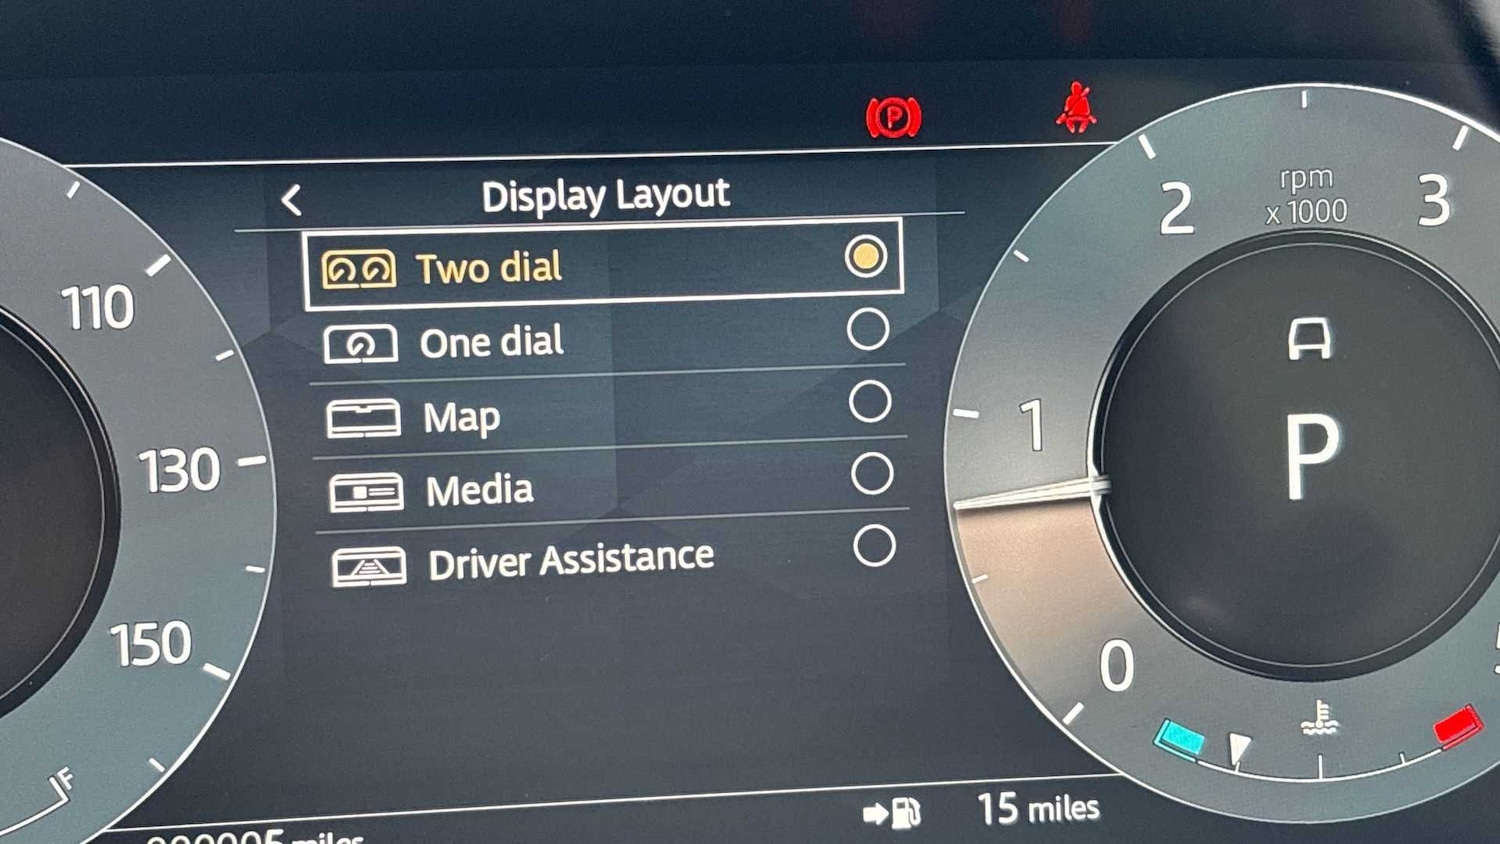 P
Display Layout
Two dial
One dial
Map
Media
Driver Assistance
110
130
150
F
rpm
x 1000
0
1
2
3
P
15 miles
miles